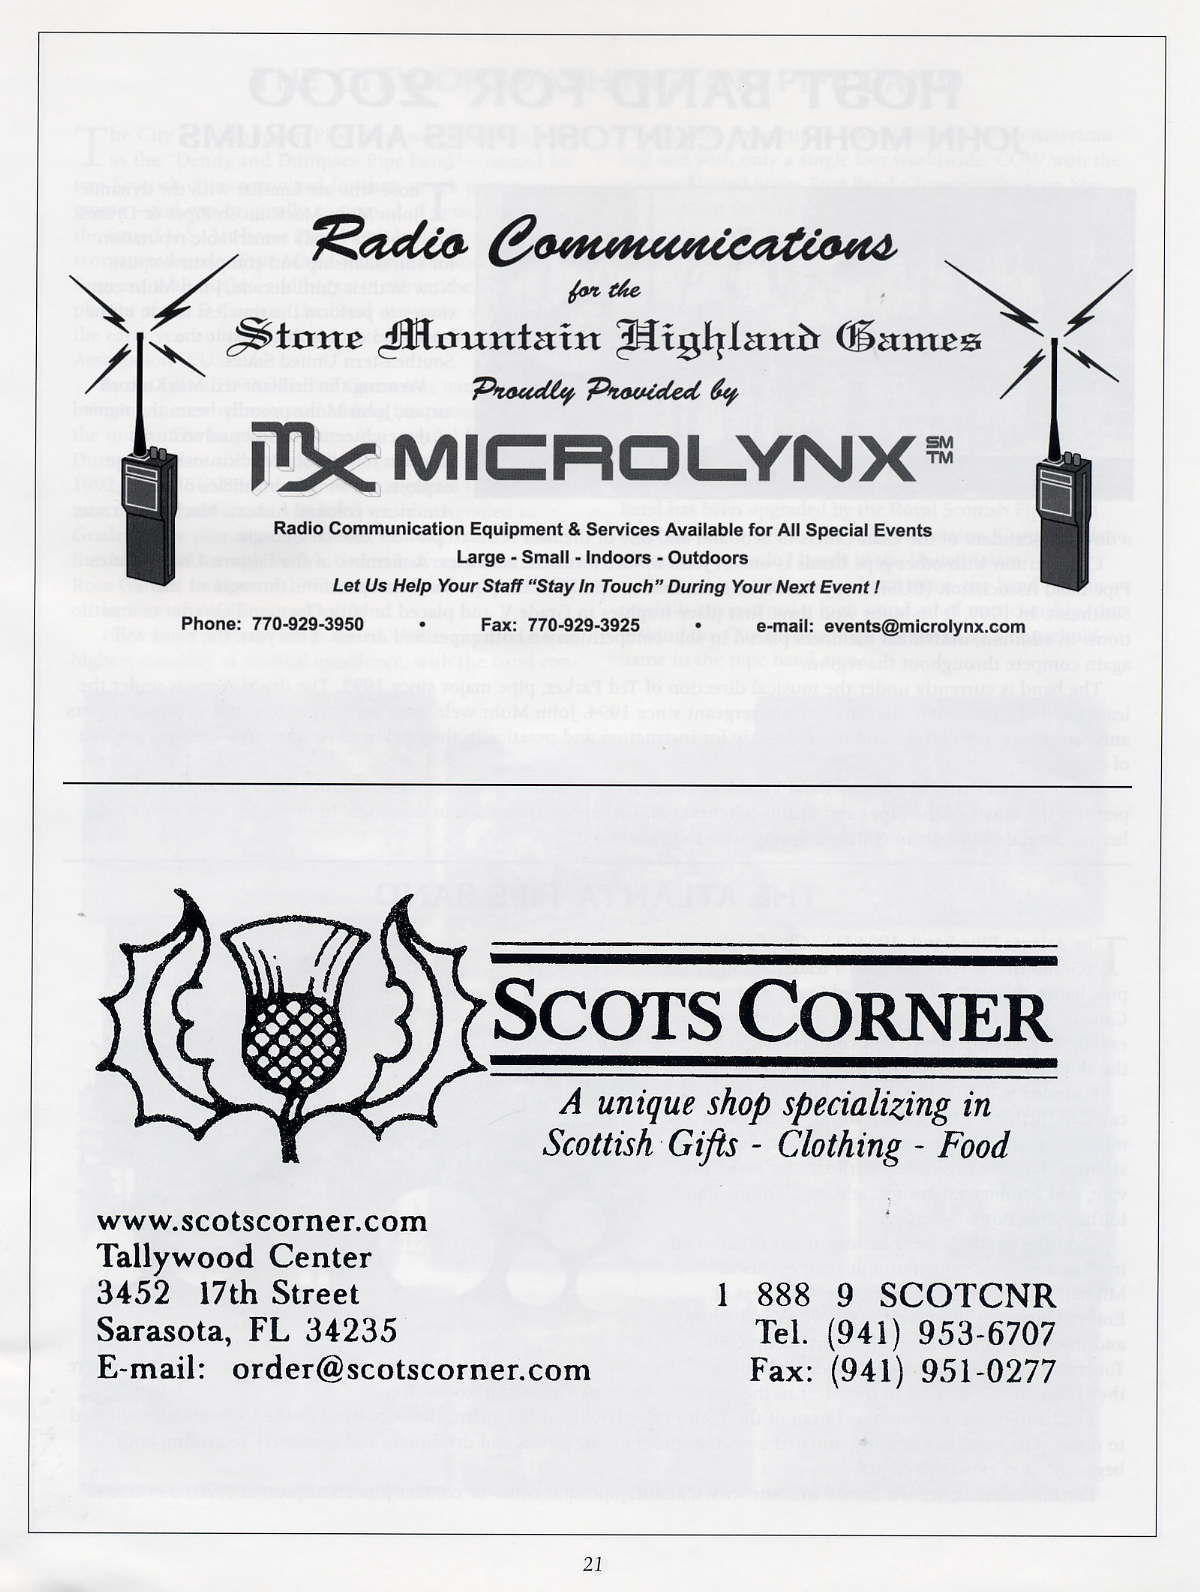 Radio Communications
for the
Stone Mountain Highland Games
Proudly Provided by
MX MICROLYNX SM TM
Radio Communication Equipment & Services Available for All Special Events
Large - Small - Indoors - Outdoors
Let Us Help Your Staff “Stay In Touch” During Your Next Event !
Phone: 770-929-3950 • Fax: 770-929-3925 • e-mail: events@microlynx.com
SCOTS CORNER
A unique shop specializing in
Scottish Gifts - Clothing - Food
www.scotscorner.com
Tallywood Center
3452 17th Street
Sarasota, FL 34235
E-mail: order@scotscorner.com
1 888 9 SCOTCNR
Tel. (941) 953-6707
Fax: (941) 951-0277
21